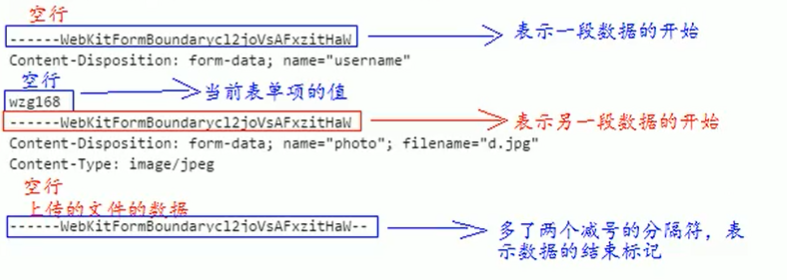 空行
------WebKitFormBoundarycl2joVsAFxzitHaW
表示一段数据的开始
Content-Disposition: form-data; name="username"
空行
wzg168
当前表单项的值
------WebKitFormBoundarycl2joVsAFxzitHaW
表示另一段数据的开始
Content-Disposition: form-data; name="photo"; filename="d.jpg"
Content-Type: image/jpeg
空行
上传的文件的数据
------WebKitFormBoundarycl2joVsAFxzitHaW--
多了两个减号的分隔符，表
示数据的结束标记